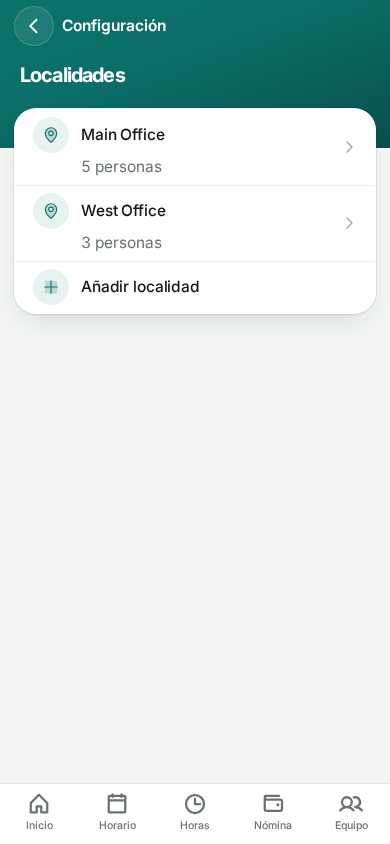 Configuración
Localidades
Main Office
5 personas
West Office
3 personas
Añadir localidad
Inicio
Horario
Horas
Nómina
Equipo